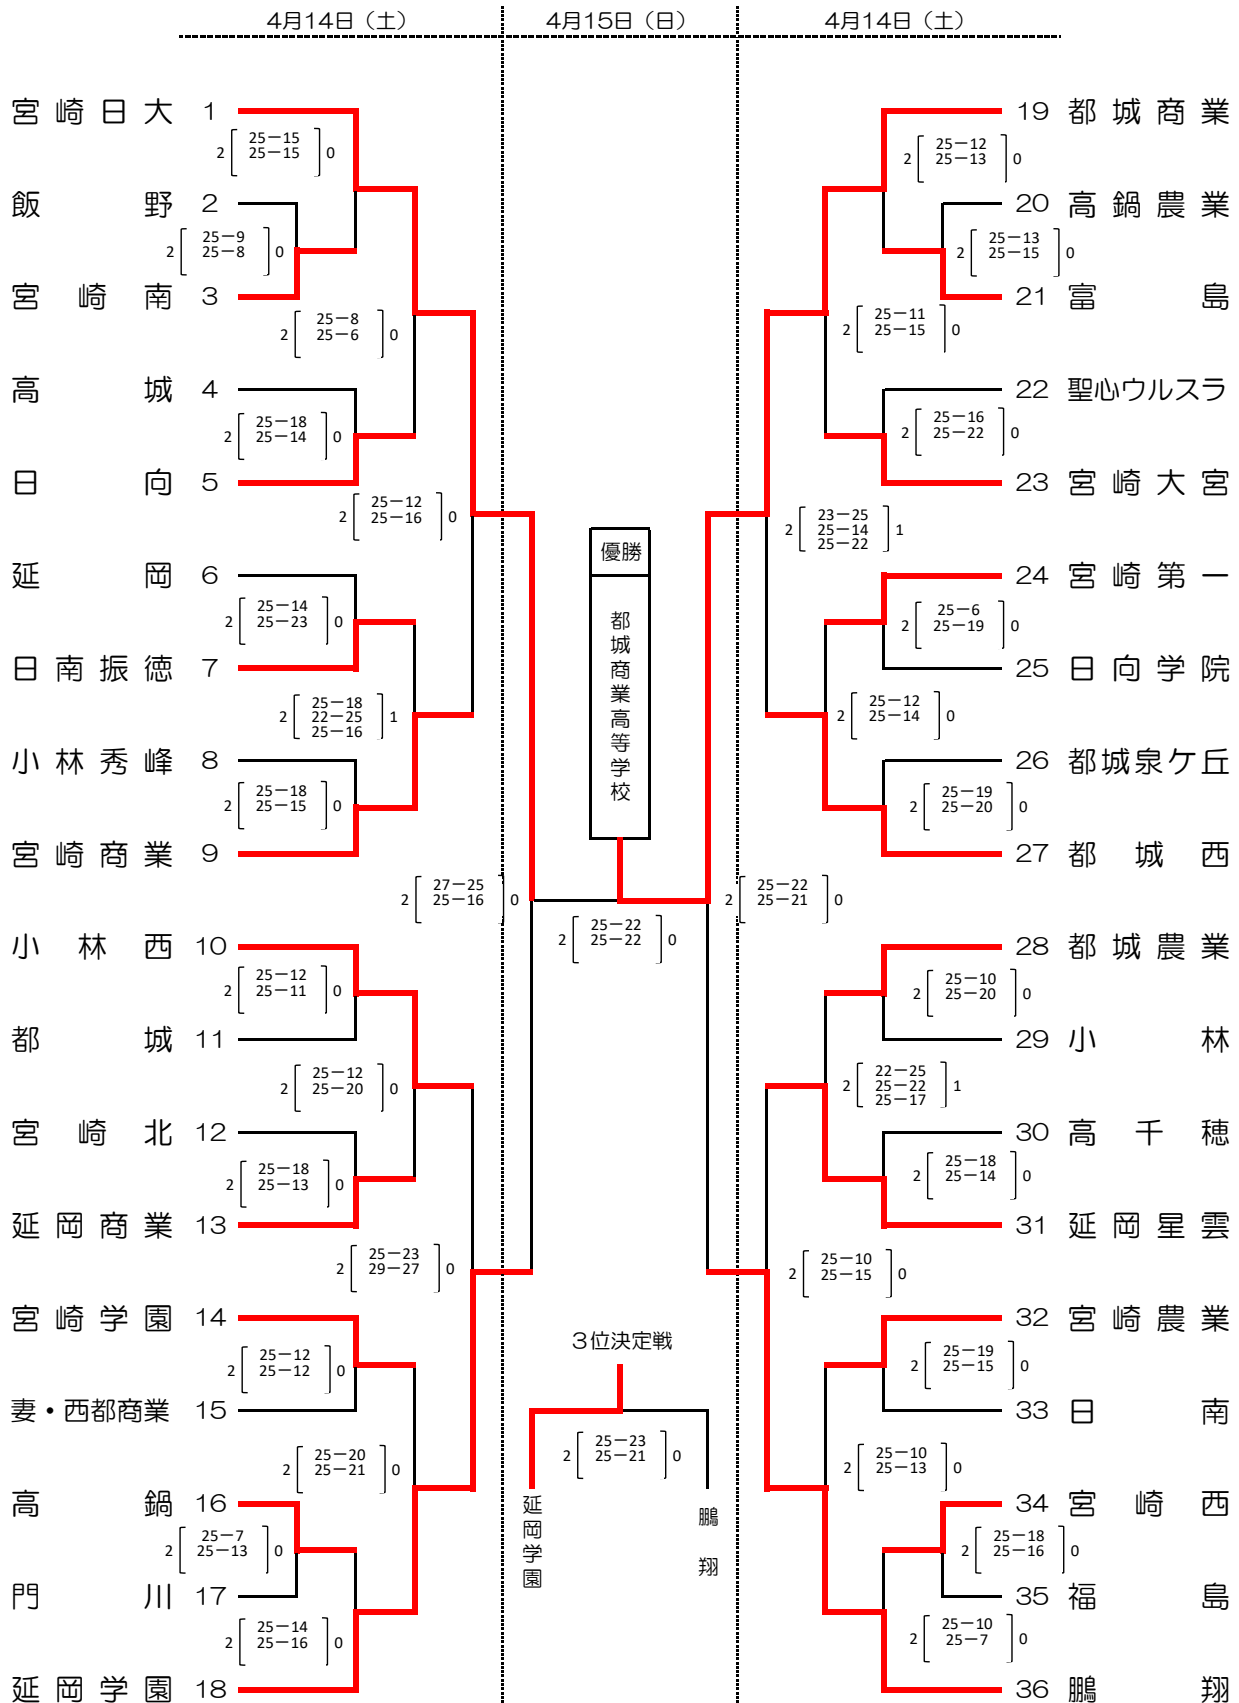 4月14日（土） 4月15日（日） 4月14日（土）
宮崎日大 1
2 [ 25－15 25－15 ] 0
飯野 2
2 [ 25－9 25－8 ] 0
宮崎南 3
2 [ 25－8 25－6 ] 0
高城 4
2 [ 25－18 25－14 ] 0
日向 5
2 [ 25－12 25－16 ] 0
延岡 6
2 [ 25－14 25－23 ] 0
日南振徳 7
2 [ 25－18 22－25 25－16 ] 1
小林秀峰 8
2 [ 25－18 25－15 ] 0
宮崎商業 9
2 [ 27－25 25－16 ] 0
小林西 10
2 [ 25－12 25－11 ] 0
都城 11
2 [ 25－12 25－20 ] 0
宮崎北 12
2 [ 25－18 25－13 ] 0
延岡商業 13
2 [ 25－23 29－27 ] 0
宮崎学園 14
2 [ 25－12 25－12 ] 0
妻・西都商業 15
2 [ 25－20 25－21 ] 0
高鍋 16
2 [ 25－7 25－13 ] 0
門川 17
2 [ 25－14 25－16 ] 0
延岡学園 18
優勝
都城商業高等学校
2 [ 25－22 25－22 ] 0
3位決定戦
2 [ 25－23 25－21 ] 0
延岡学園
鵬翔
19 都城商業
2 [ 25－12 25－13 ] 0
20 高鍋農業
2 [ 25－13 25－15 ] 0
21 富島
2 [ 25－11 25－15 ] 0
22 聖心ウルスラ
2 [ 25－16 25－22 ] 0
23 宮崎大宮
2 [ 23－25 25－14 25－22 ] 1
24 宮崎第一
2 [ 25－6 25－19 ] 0
25 日向学院
2 [ 25－12 25－14 ] 0
26 都城泉ケ丘
2 [ 25－19 25－20 ] 0
27 都城西
2 [ 25－22 25－21 ] 0
28 都城農業
2 [ 25－10 25－20 ] 0
29 小林
2 [ 22－25 25－22 25－17 ] 1
30 高千穂
2 [ 25－18 25－14 ] 0
31 延岡星雲
2 [ 25－10 25－15 ] 0
32 宮崎農業
2 [ 25－19 25－15 ] 0
33 日南
2 [ 25－10 25－13 ] 0
34 宮崎西
2 [ 25－18 25－16 ] 0
35 福島
2 [ 25－10 25－7 ] 0
36 鵬翔